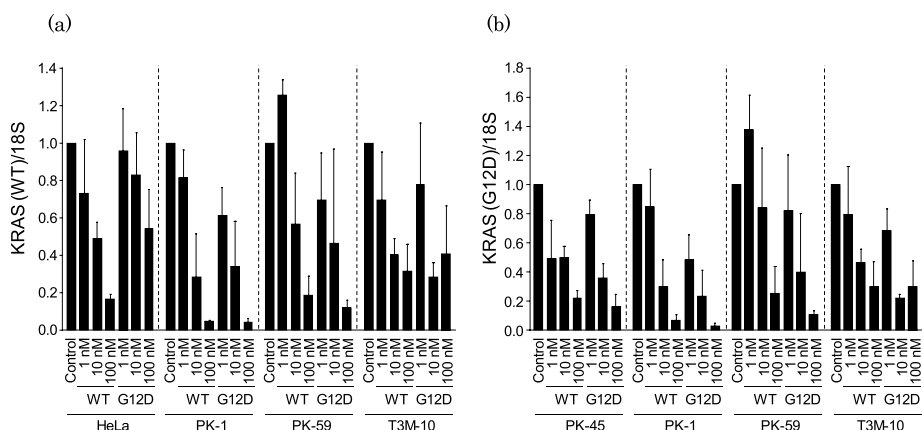 (a)
KRAS (WT)/18S
1.4
1.2
1.0
0.8
0.6
0.4
0.2
0.0
Control 1 nM 10 nM 100 nM 1 nM 10 nM 100 nM Control 1 nM 10 nM 100 nM 1 nM 10 nM 100 nM Control 1 nM 10 nM 100 nM 1 nM 10 nM 100 nM Control 1 nM 10 nM 100 nM 1 nM 10 nM 100 nM
WT G12D WT G12D WT G12D WT G12D
HeLa PK-1 PK-59 T3M-10
(b)
KRAS (G12D)/18S
1.8
1.6
1.4
1.2
1.0
0.8
0.6
0.4
0.2
0.0
Control 1 nM 10 nM 100 nM 1 nM 10 nM 100 nM Control 1 nM 10 nM 100 nM 1 nM 10 nM 100 nM Control 1 nM 10 nM 100 nM 1 nM 10 nM 100 nM Control 1 nM 10 nM 100 nM 1 nM 10 nM 100 nM
WT G12D WT G12D WT G12D WT G12D
PK-45 PK-1 PK-59 T3M-10